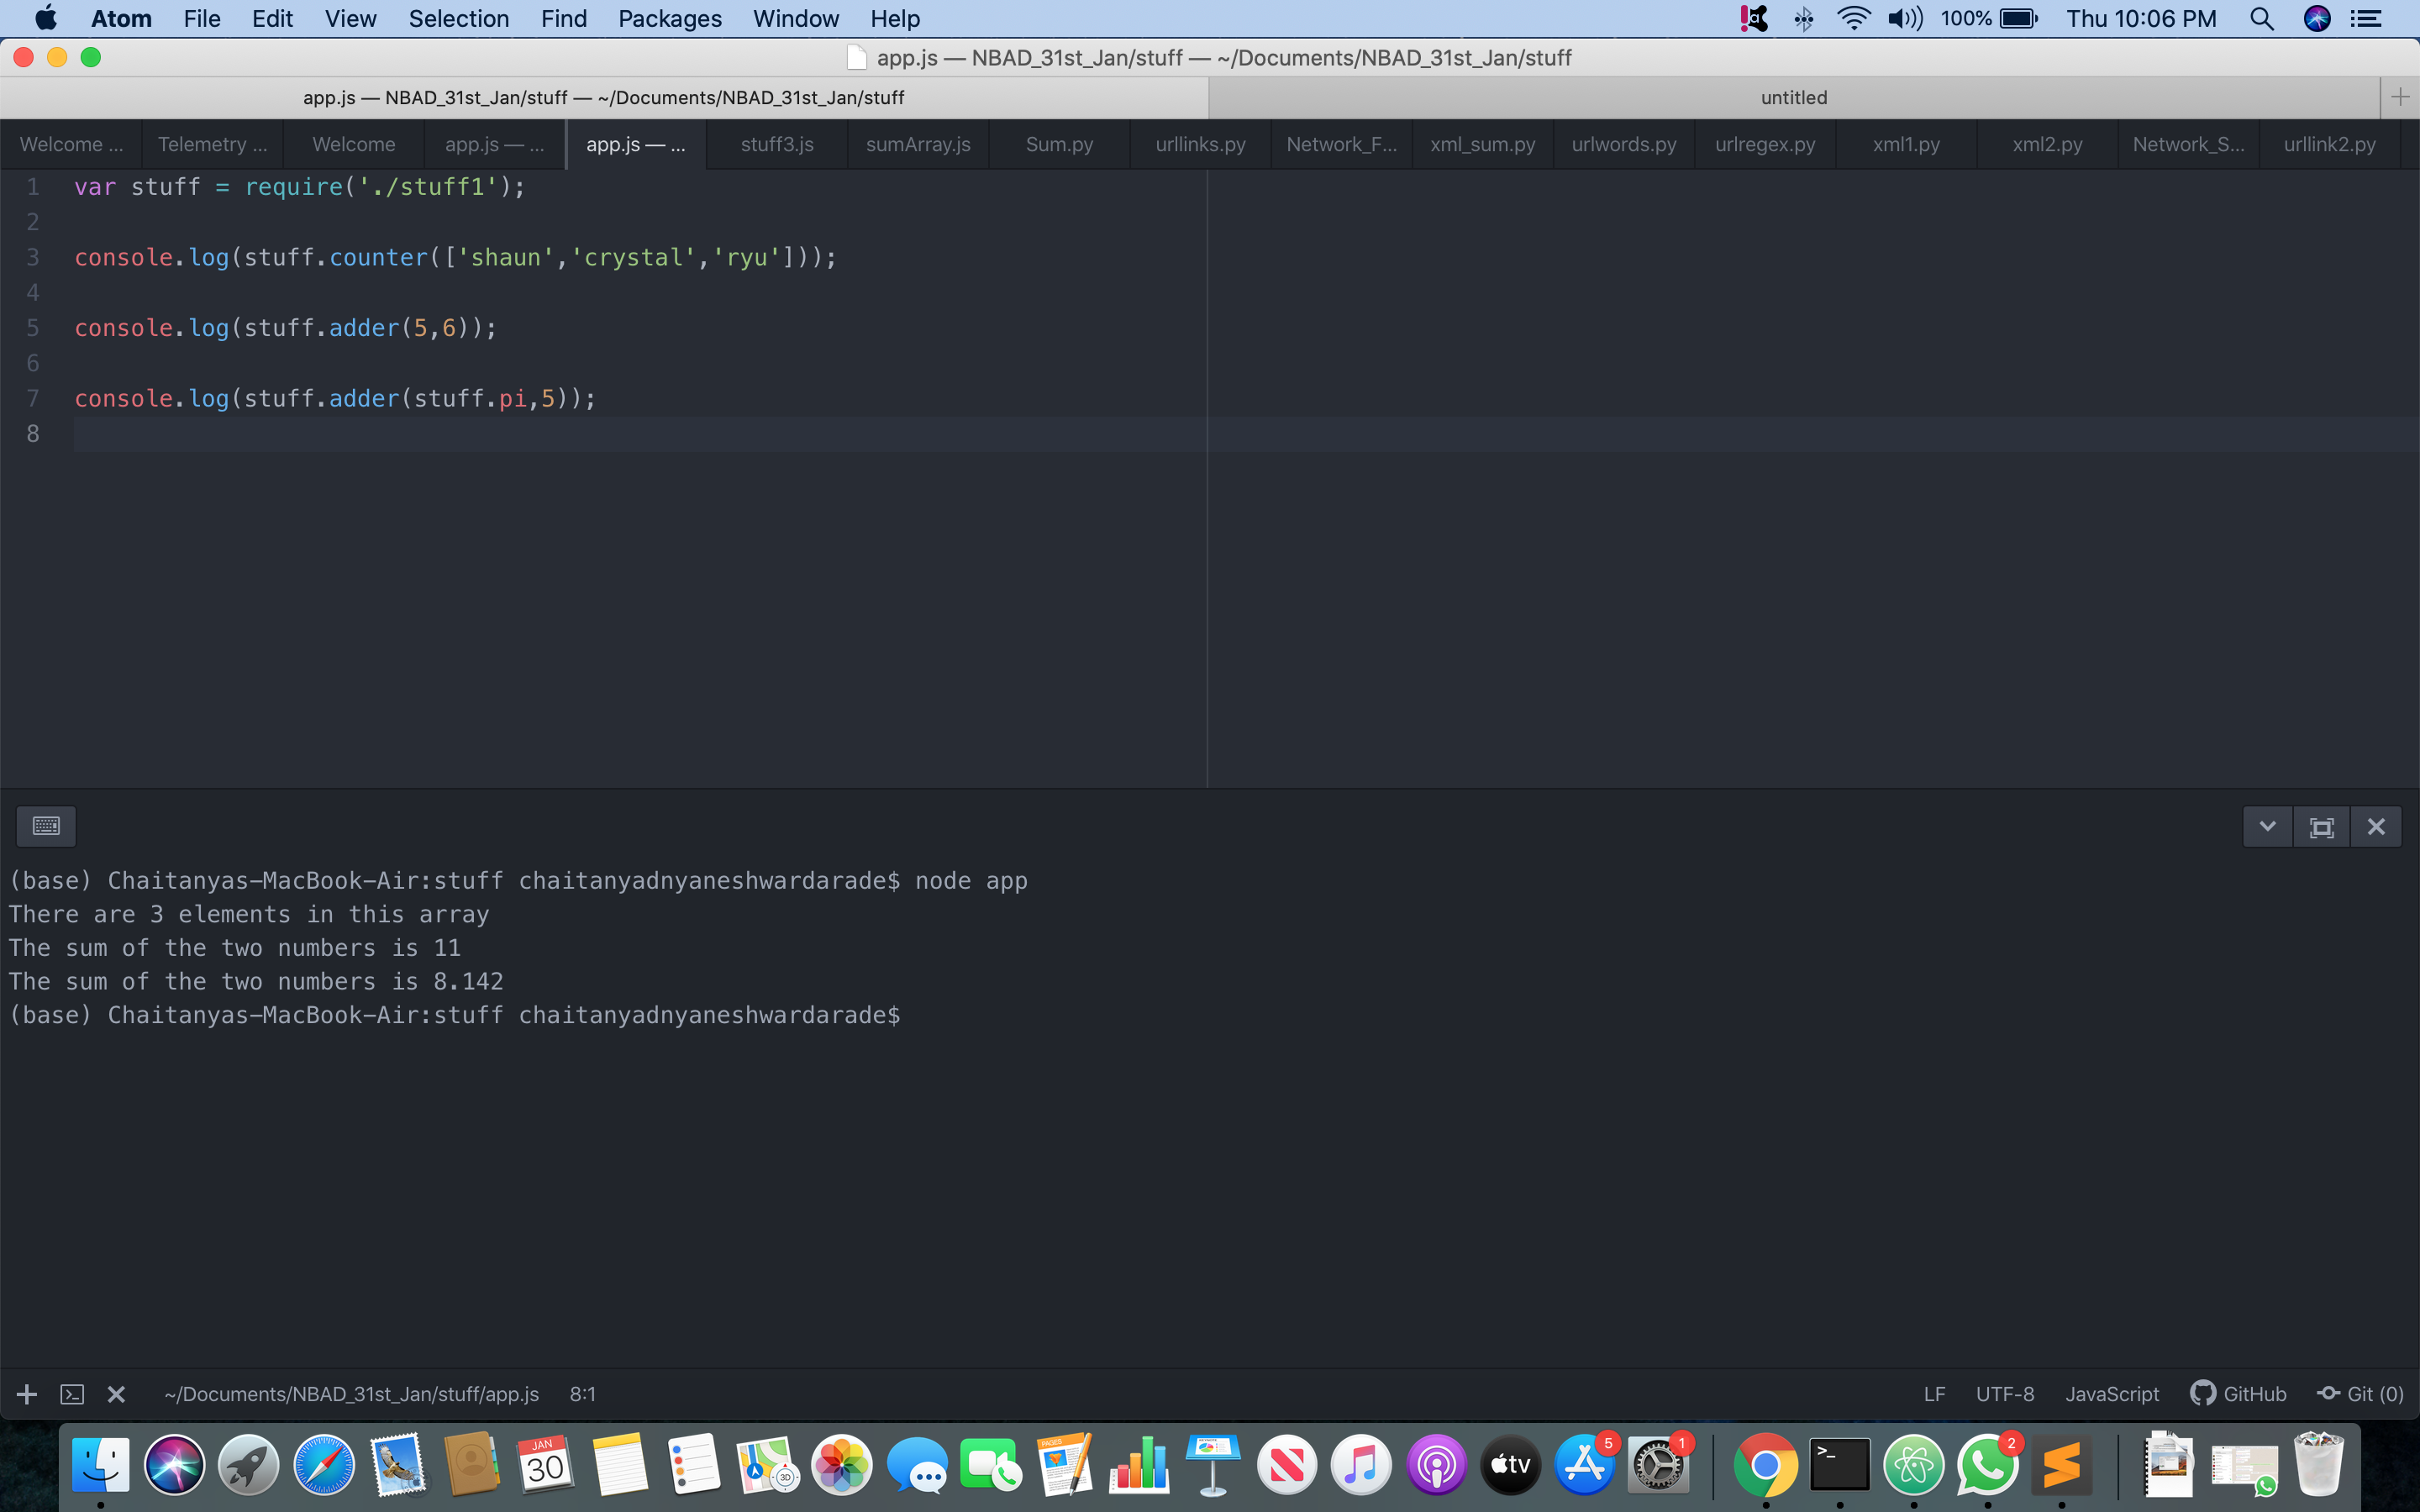 Atom File Edit View Selection Find Packages Window Help 100% Thu 10:06 PM
app.js — NBAD_31st_Jan/stuff — ~/Documents/NBAD_31st_Jan/stuff
app.js — NBAD_31st_Jan/stuff — ~/Documents/NBAD_31st_Jan/stuff untitled
Welcome ... Telemetry ... Welcome app.js — ... app.js — ... stuff3.js sumArray.js Sum.py urllinks.py Network_F... xml_sum.py urlwords.py urlregex.py xml1.py xml2.py Network_S... urllink2.py
1 var stuff = require('./stuff1');
2
3 console.log(stuff.counter(['shaun','crystal','ryu']));
4
5 console.log(stuff.adder(5,6));
6
7 console.log(stuff.adder(stuff.pi,5));
8
(base) Chaitanyas-MacBook-Air:stuff chaitanyadnyaneshwardarade$ node app
There are 3 elements in this array
The sum of the two numbers is 11
The sum of the two numbers is 8.142
(base) Chaitanyas-MacBook-Air:stuff chaitanyadnyaneshwardarade$
~/Documents/NBAD_31st_Jan/stuff/app.js 8:1 LF UTF-8 JavaScript GitHub Git (0)
JAN
30
PAGES
3D
tv
5
1
>_
2